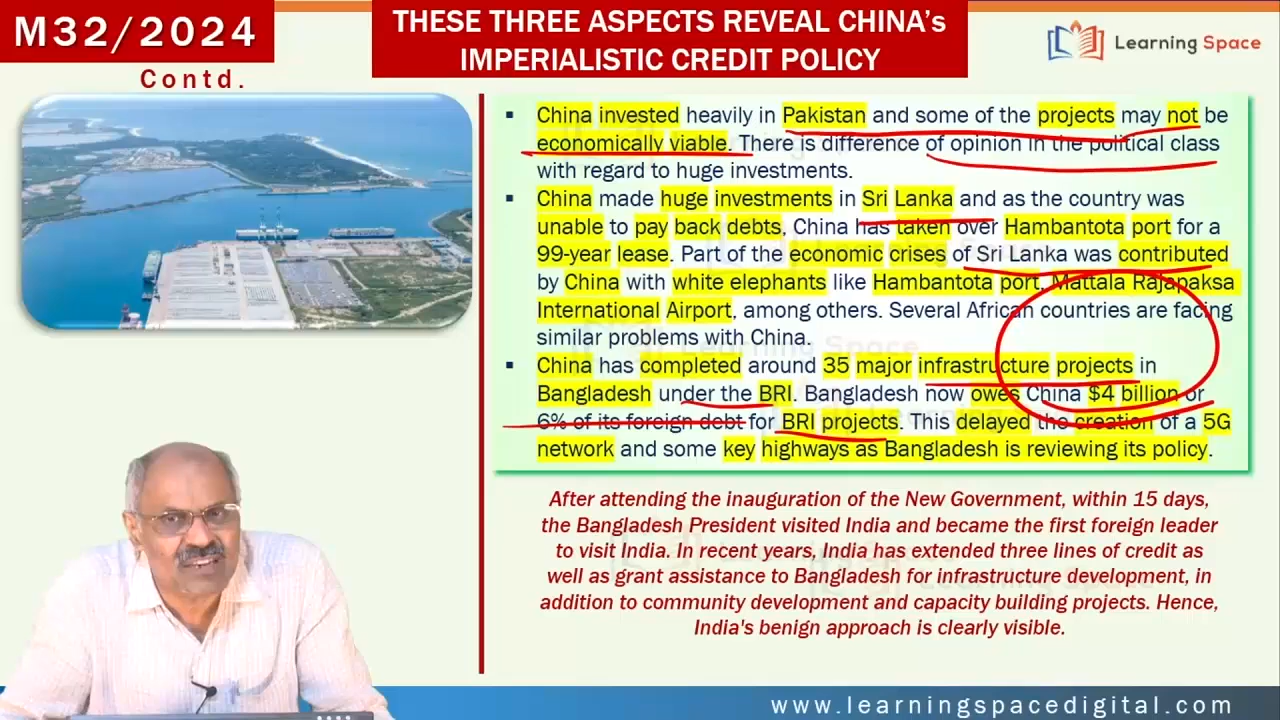 M32/2024
Contd.
THESE THREE ASPECTS REVEAL CHINA's
IMPERIALISTIC CREDIT POLICY
Learning Space
▪ China invested heavily in Pakistan and some of the projects may not be
economically viable. There is difference of opinion in the political class
with regard to huge investments.
▪ China made huge investments in Sri Lanka and as the country was
unable to pay back debts, China has taken over Hambantota port for a
99-year lease. Part of the economic crises of Sri Lanka was contributed
by China with white elephants like Hambantota port, Mattala Rajapaksa
International Airport, among others. Several African countries are facing
similar problems with China.
▪ China has completed around 35 major infrastructure projects in
Bangladesh under the BRI. Bangladesh now owes China $4 billion or
6% of its foreign debt for BRI projects. This delayed the creation of a 5G
network and some key highways as Bangladesh is reviewing its policy.
After attending the inauguration of the New Government, within 15 days,
the Bangladesh President visited India and became the first foreign leader
to visit India. In recent years, India has extended three lines of credit as
well as grant assistance to Bangladesh for infrastructure development, in
addition to community development and capacity building projects. Hence,
India's benign approach is clearly visible.
www.learningspacedigital.com